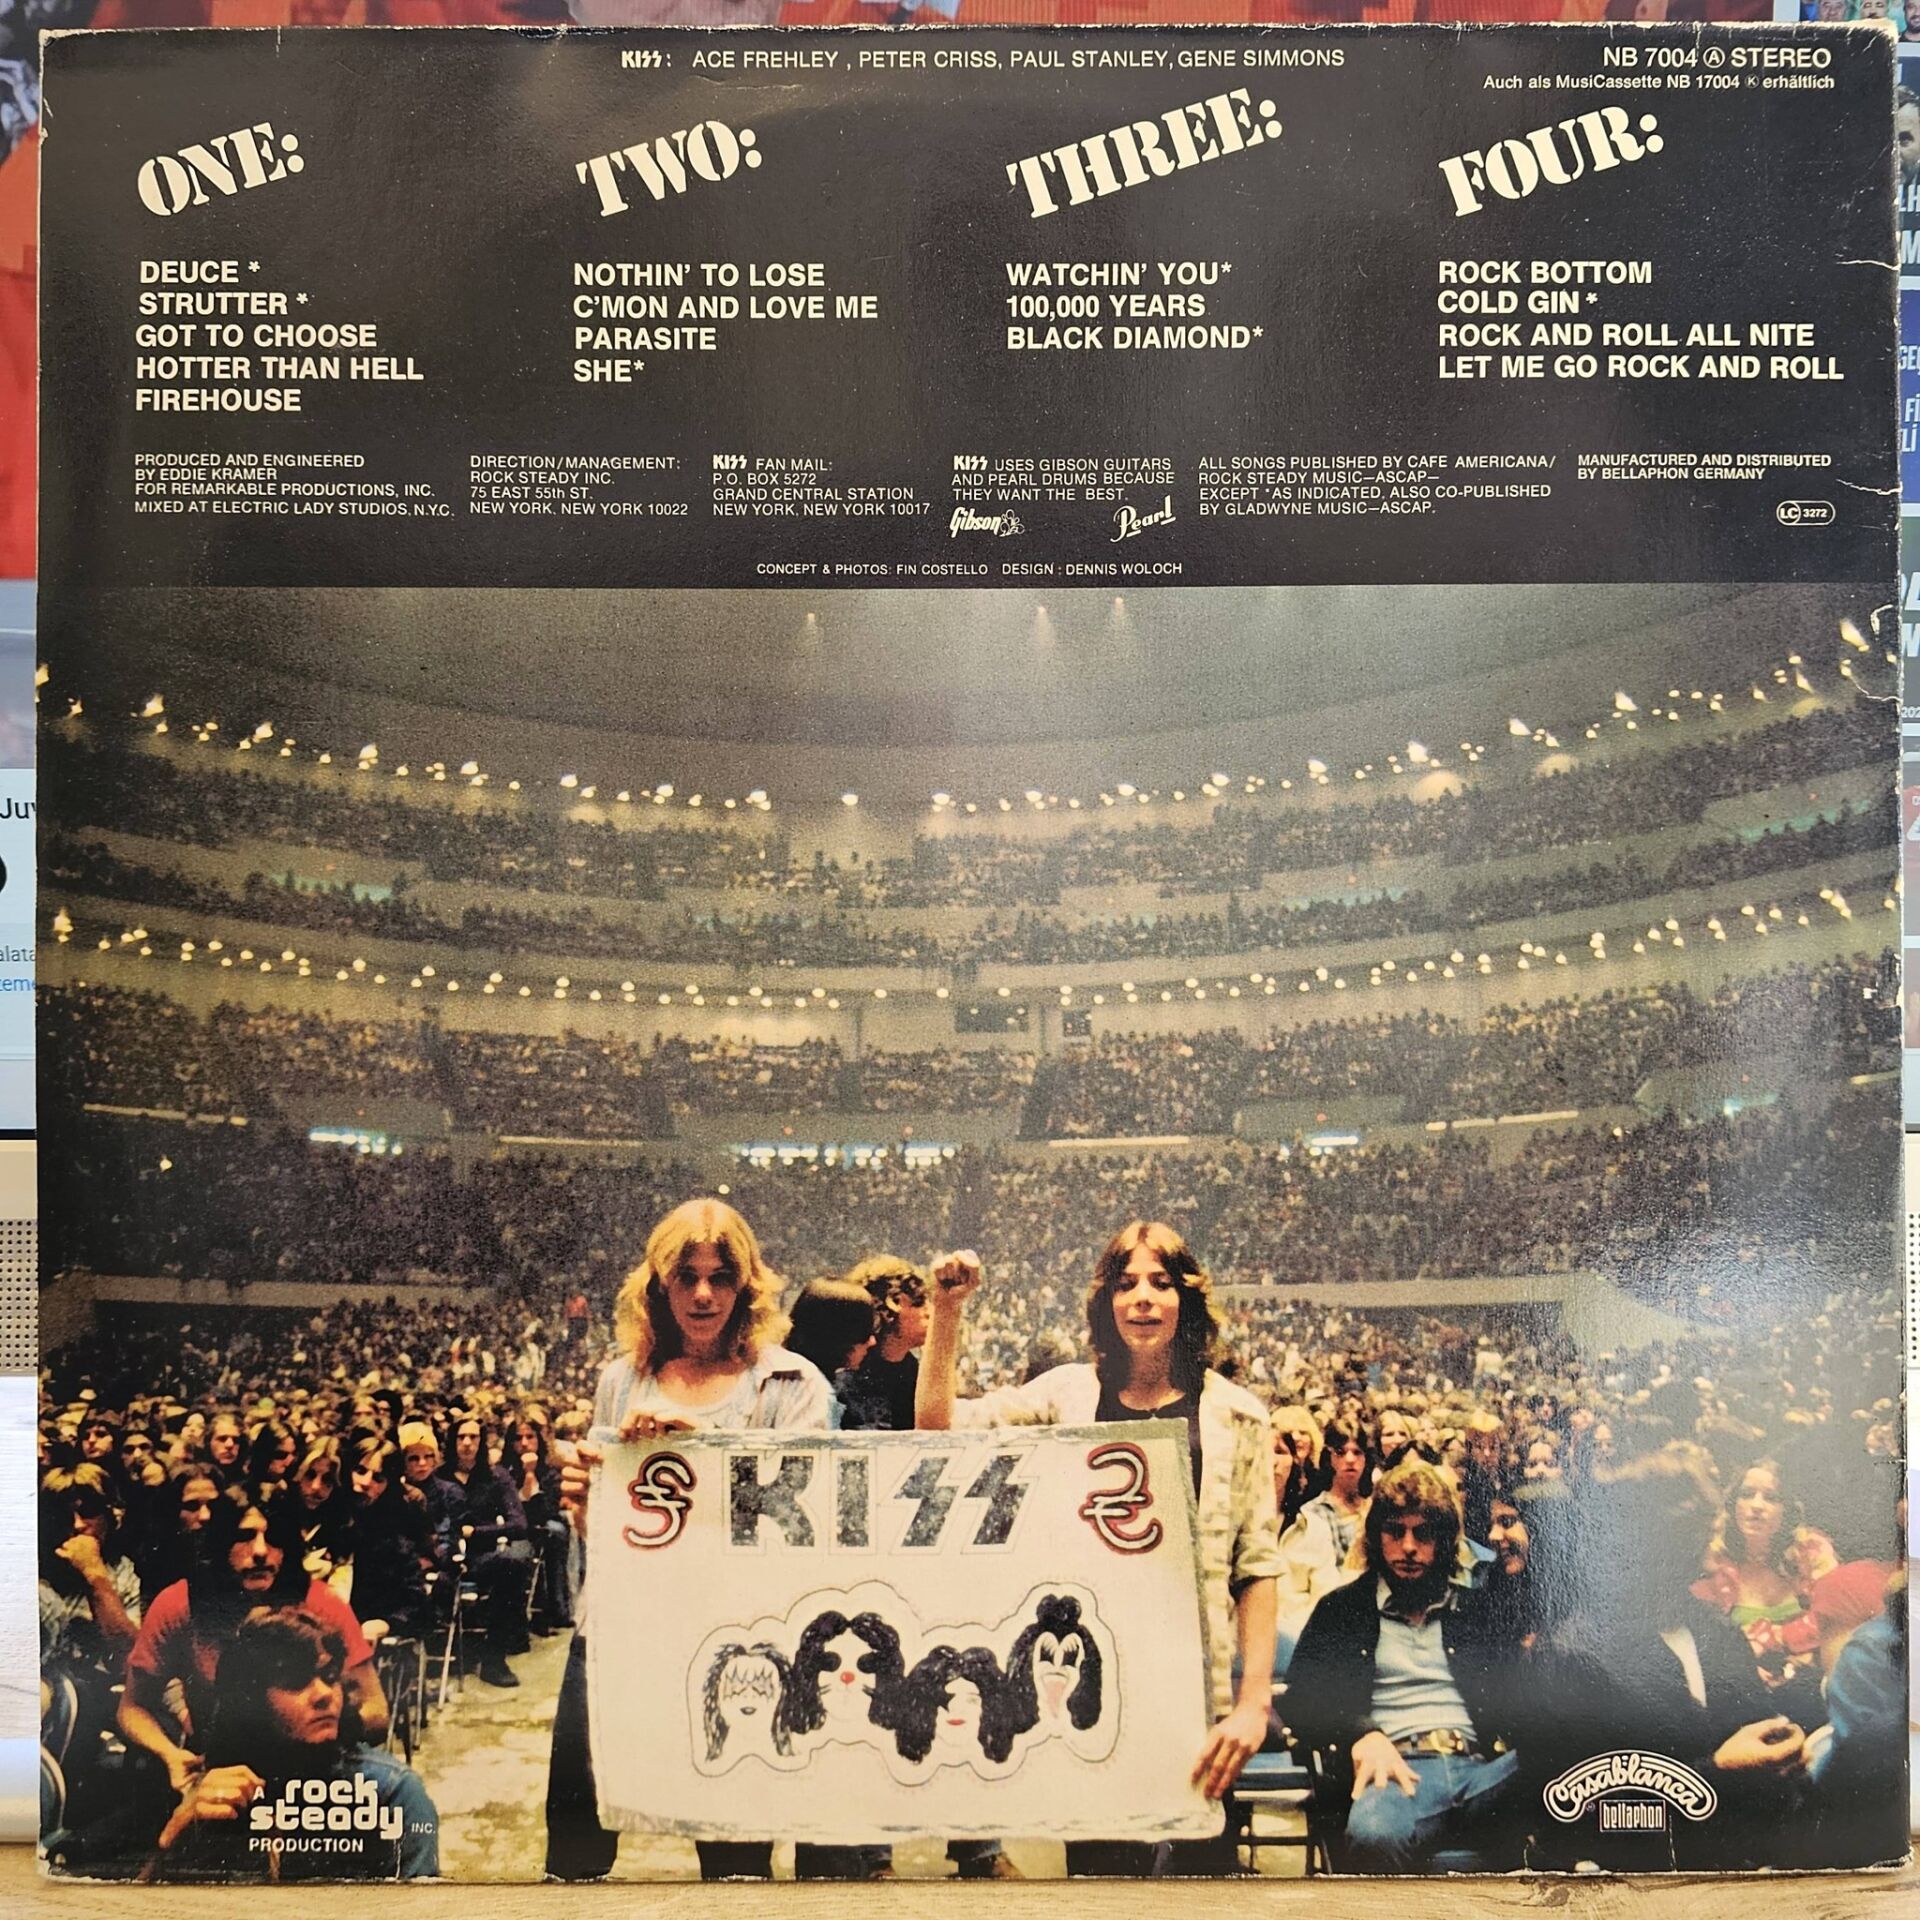 KISS: ACE FREHLEY, PETER CRISS, PAUL STANLEY, GENE SIMMONS
NB 7004 Ⓐ STEREO
Auch als MusiCassette NB 17004 Ⓚ erhältlich
ONE:
DEUCE *
STRUTTER *
GOT TO CHOOSE
HOTTER THAN HELL
FIREHOUSE
TWO:
NOTHIN' TO LOSE
C'MON AND LOVE ME
PARASITE
SHE*
THREE:
WATCHIN' YOU*
100,000 YEARS
BLACK DIAMOND*
FOUR:
ROCK BOTTOM
COLD GIN *
ROCK AND ROLL ALL NITE
LET ME GO ROCK AND ROLL
PRODUCED AND ENGINEERED
BY EDDIE KRAMER
FOR REMARKABLE PRODUCTIONS, INC.
MIXED AT ELECTRIC LADY STUDIOS, N.Y.C.
DIRECTION/MANAGEMENT:
ROCK STEADY INC.
75 EAST 55th ST.
NEW YORK, NEW YORK 10022
KISS FAN MAIL:
P.O. BOX 5272
GRAND CENTRAL STATION
NEW YORK, NEW YORK 10017
KISS USES GIBSON GUITARS
AND PEARL DRUMS BECAUSE
THEY WANT THE BEST.
Gibson Pearl
ALL SONGS PUBLISHED BY CAFE AMERICANA/
ROCK STEADY MUSIC—ASCAP—
EXCEPT *AS INDICATED. ALSO CO-PUBLISHED
BY GLADWYNE MUSIC—ASCAP.
MANUFACTURED AND DISTRIBUTED
BY BELLAPHON GERMANY
LC 3272
CONCEPT & PHOTOS: FIN COSTELLO DESIGN: DENNIS WOLOCH
KISS
A rock
steady INC.
PRODUCTION
Casablanca
bellaphon